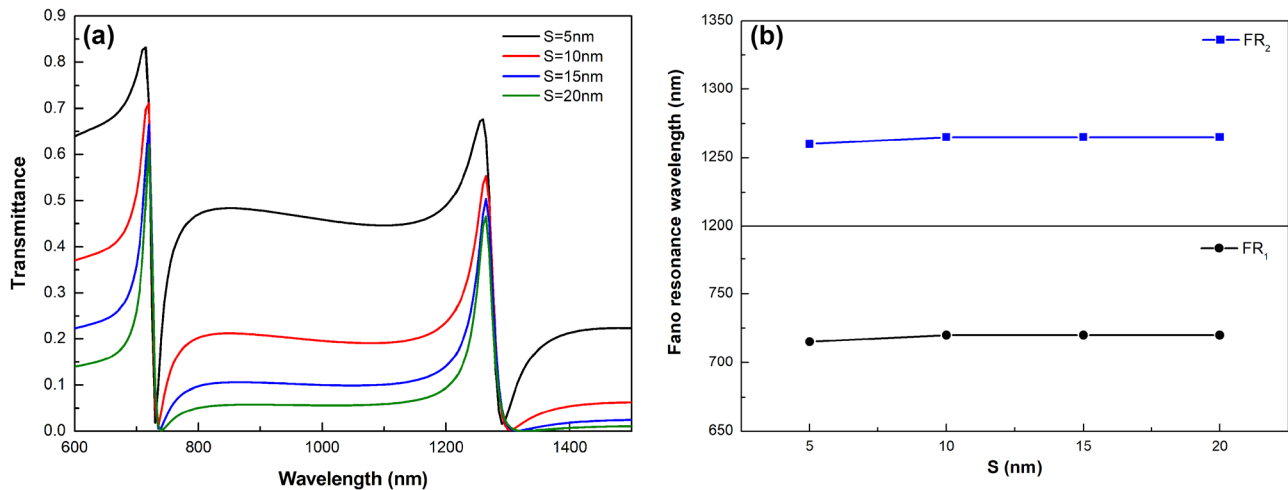 (a)
S=5nm
S=10nm
S=15nm
S=20nm
Transmittance
0.9
0.8
0.7
0.6
0.5
0.4
0.3
0.2
0.1
0.0
600 800 1000 1200 1400
Wavelength (nm)
(b)
FR₂
FR₁
Fano resonance wavelength (nm)
1350
1300
1250
1200
750
700
650
5 10 15 20
S (nm)